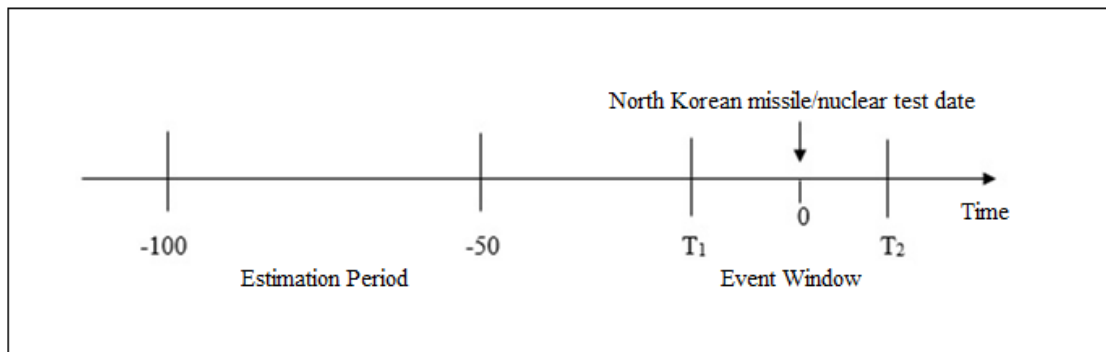 North Korean missile/nuclear test date
0
Time
-100
-50
T₁
T₂
Estimation Period
Event Window